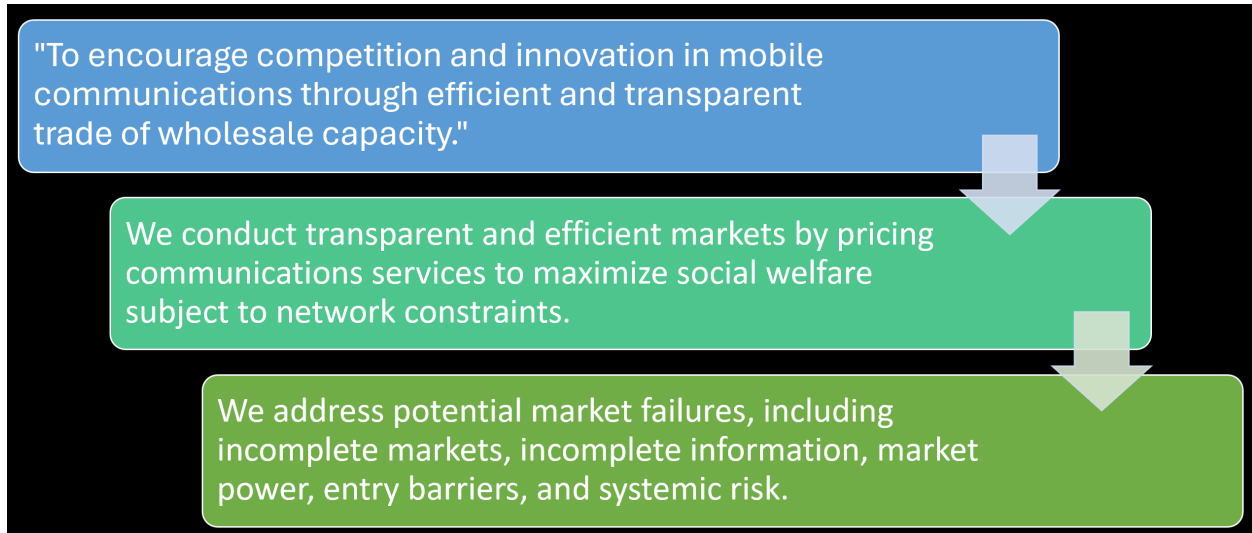 "To encourage competition and innovation in mobile
communications through efficient and transparent
trade of wholesale capacity."
We conduct transparent and efficient markets by pricing
communications services to maximize social welfare
subject to network constraints.
We address potential market failures, including
incomplete markets, incomplete information, market
power, entry barriers, and systemic risk.